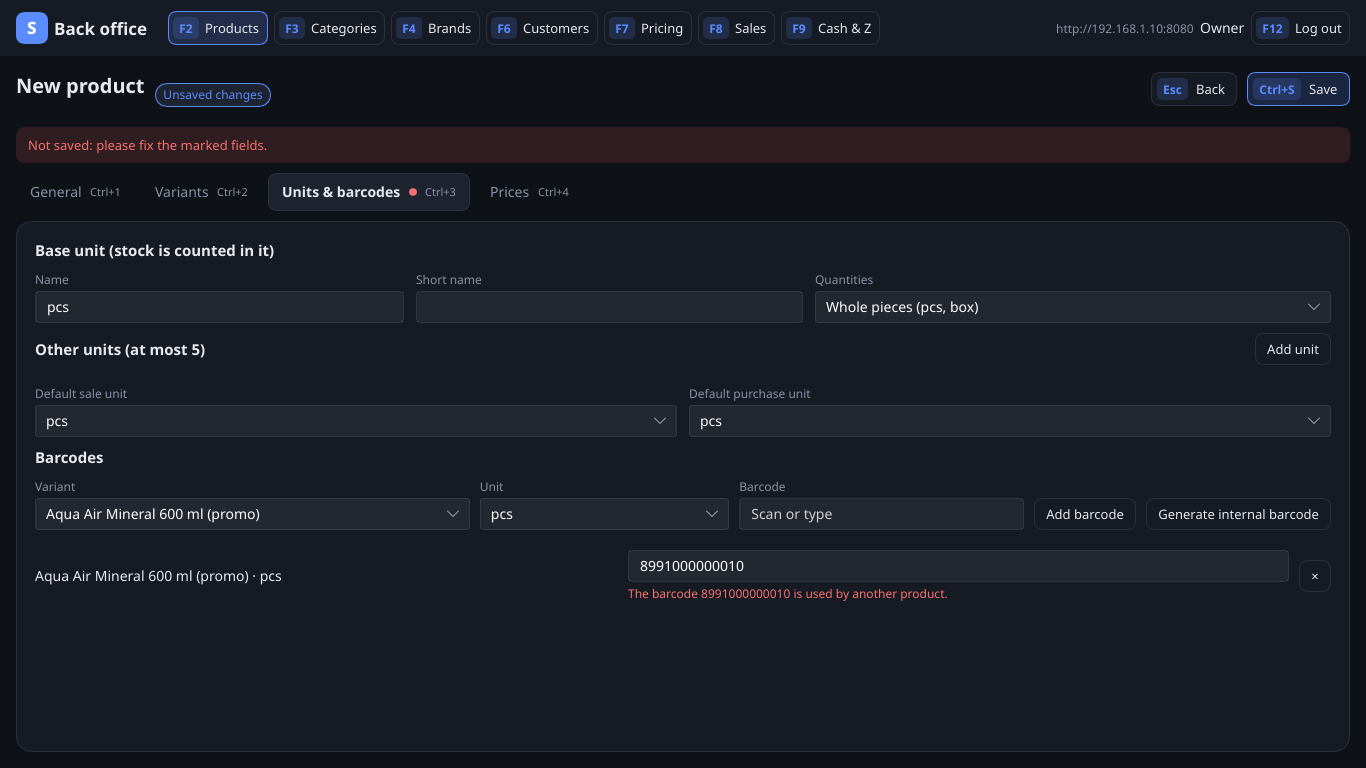 S Back office F2 Products F3 Categories F4 Brands F6 Customers F7 Pricing F8 Sales F9 Cash & Z http://192.168.1.10:8080 Owner F12 Log out
New product Unsaved changes Esc Back Ctrl+S Save
Not saved: please fix the marked fields.
General Ctrl+1 Variants Ctrl+2 Units & barcodes Ctrl+3 Prices Ctrl+4
Base unit (stock is counted in it)
Name Short name Quantities
pcs Whole pieces (pcs, box)
Other units (at most 5) Add unit
Default sale unit Default purchase unit
pcs pcs
Barcodes
Variant Unit Barcode
Aqua Air Mineral 600 ml (promo) pcs Scan or type Add barcode Generate internal barcode
8991000000010
Aqua Air Mineral 600 ml (promo) · pcs ×
The barcode 8991000000010 is used by another product.